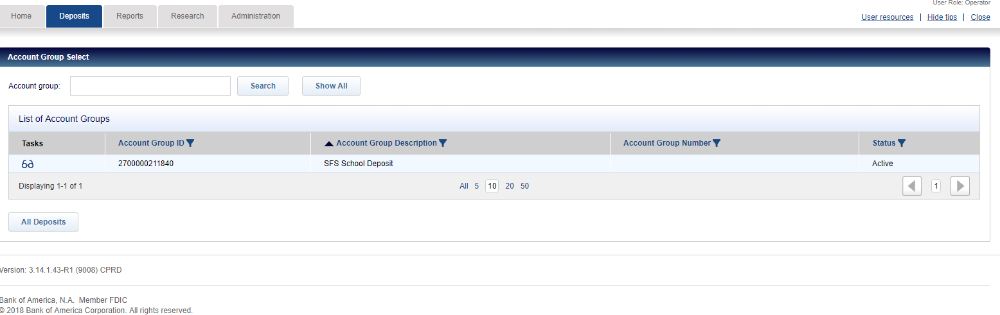 User Role: Operator
Home Deposits Reports Research Administration
User resources | Hide tips | Close
Account Group Select
Account group: Search Show All
List of Account Groups
Tasks Account Group ID Account Group Description Account Group Number Status
2700000211840 SFS School Deposit Active
Displaying 1-1 of 1 All 5 10 20 50 1
All Deposits
Version: 3.14.1.43-R1 (9008) CPRD
Bank of America, N.A. Member FDIC
© 2018 Bank of America Corporation. All rights reserved.